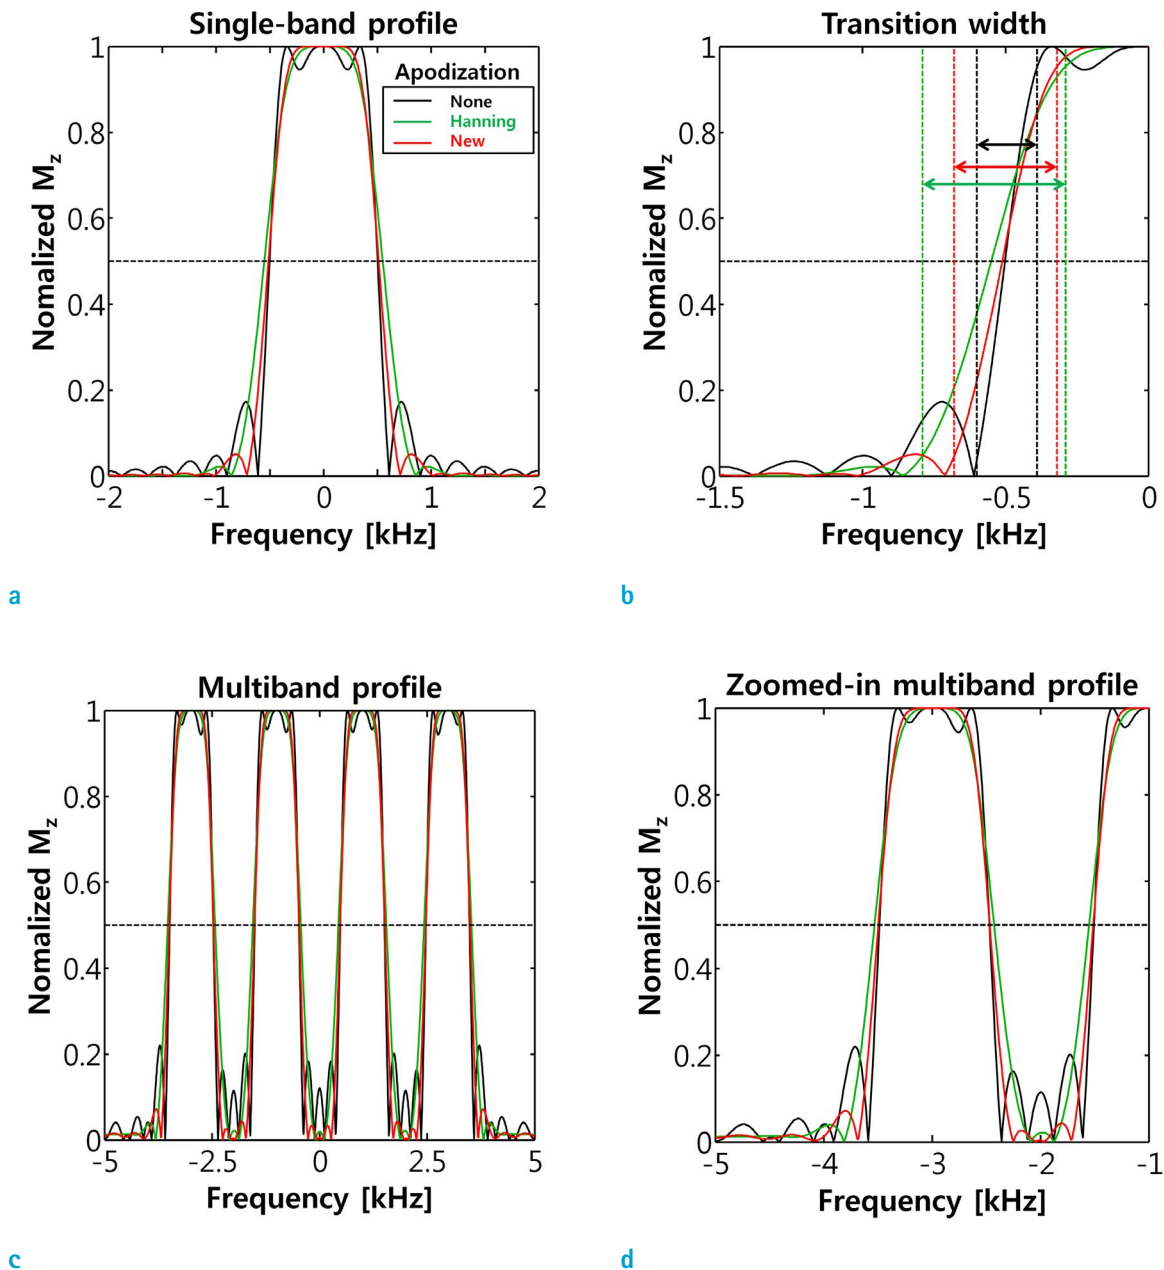 Single-band profile
1
0.8
0.6
0.4
0.2
0
Nomalized Mz
Apodization
None
Hanning
New
-2 -1 0 1 2
Frequency [kHz]
a
Transition width
1
0.8
0.6
0.4
0.2
0
Nomalized Mz
-1.5 -1 -0.5 0
Frequency [kHz]
b
Multiband profile
1
0.8
0.6
0.4
0.2
0
Nomalized Mz
-5 -2.5 0 2.5 5
Frequency [kHz]
c
Zoomed-in multiband profile
1
0.8
0.6
0.4
0.2
0
Nomalized Mz
-5 -4 -3 -2 -1
Frequency [kHz]
d